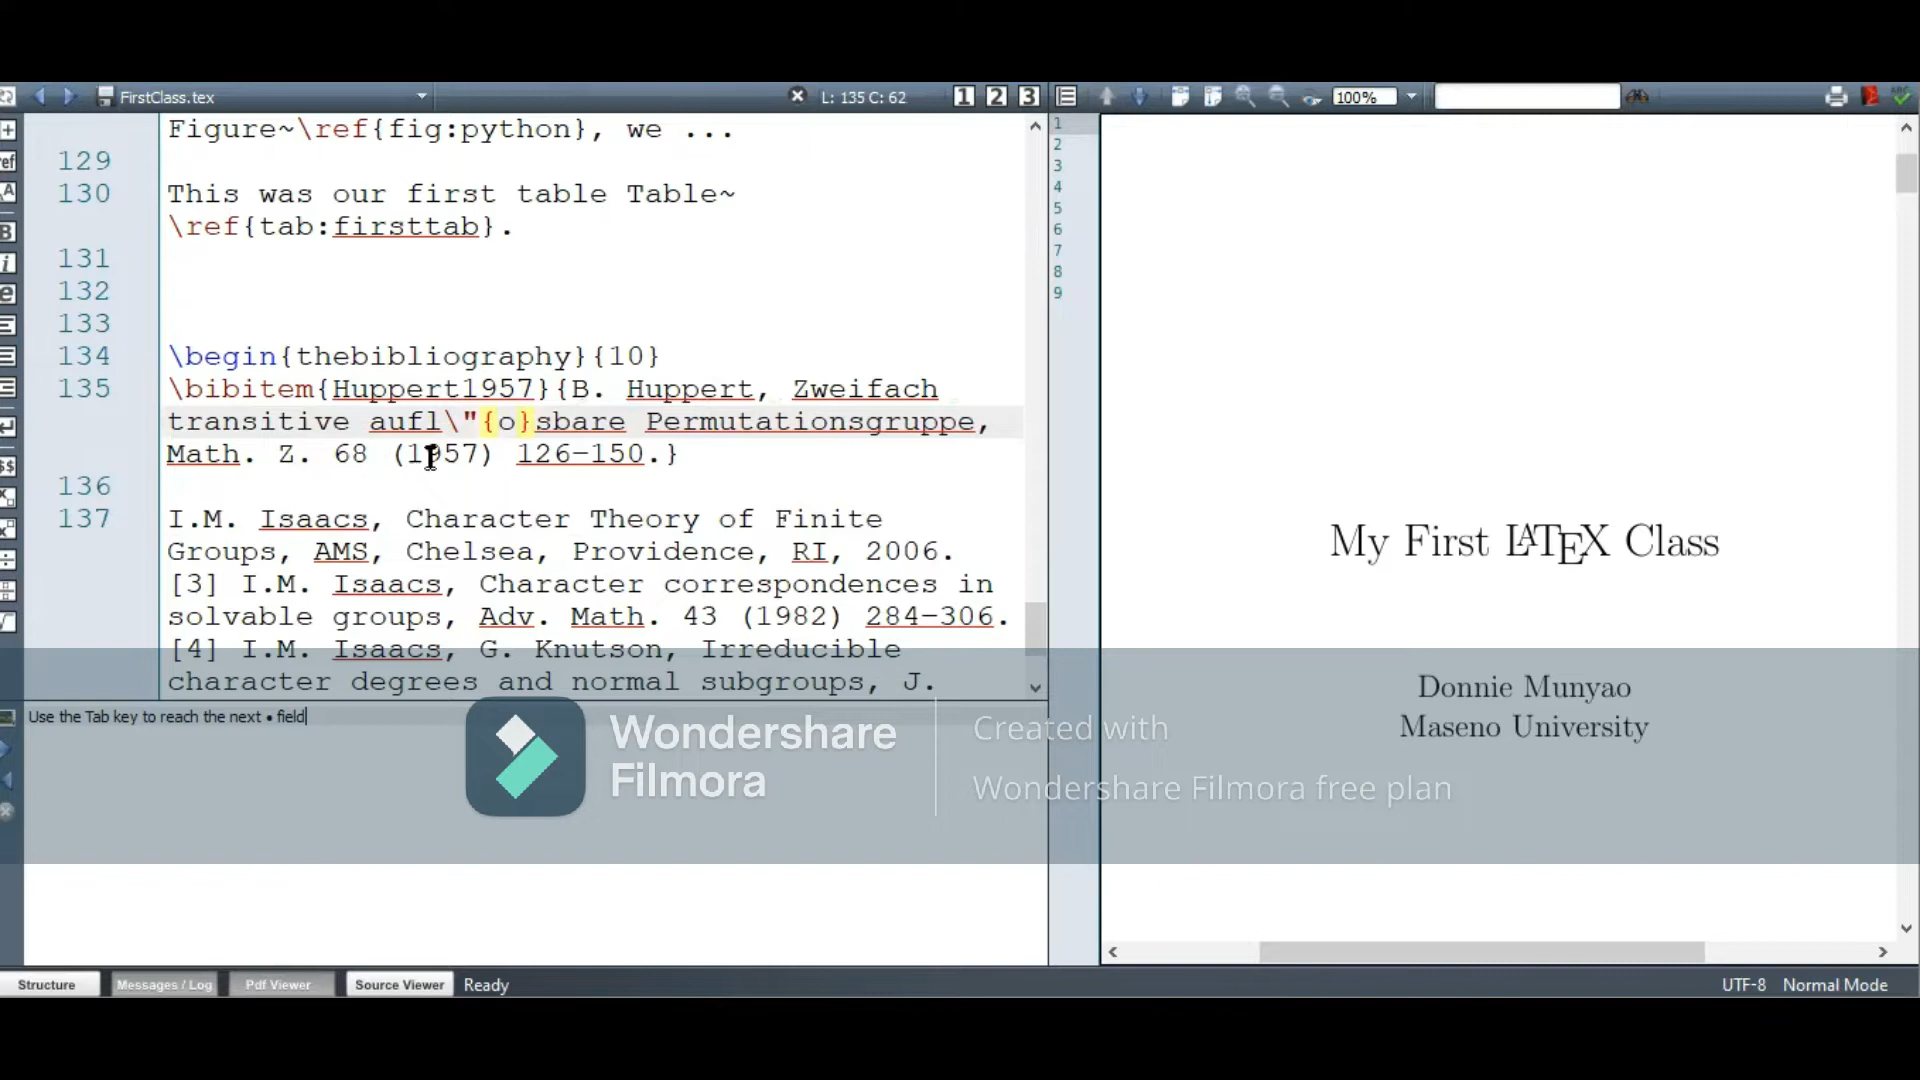 FirstClass.tex
L: 135 C: 62
1 2 3
100%
Figure~\ref{fig:python}, we ...
129
130 This was our first table Table~
\ref{tab:firsttab}.
131
132
133
134 \begin{thebibliography}{10}
135 \bibitem{Huppert1957}{B. Huppert, Zweifach
transitive aufl\"{o}sbare Permutationsgruppe,
Math. Z. 68 (1957) 126–150.}
136
137 I.M. Isaacs, Character Theory of Finite
Groups, AMS, Chelsea, Providence, RI, 2006.
[3] I.M. Isaacs, Character correspondences in
solvable groups, Adv. Math. 43 (1982) 284–306.
[4] I.M. Isaacs, G. Knutson, Irreducible
character degrees and normal subgroups, J.
Use the Tab key to reach the next • field
1
2
3
4
5
6
7
8
9
My First LATEX Class
Donnie Munyao
Maseno University
Wondershare
Filmora
Created with
Wondershare Filmora free plan
Structure
Messages / Log
Pdf Viewer
Source Viewer
Ready
UTF-8
Normal Mode